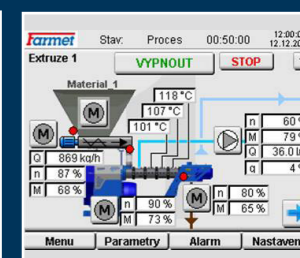 Farmet Stav: Proces 00:50:00 12:00:0
12.12.20
Extruze 1 VYPNOUT STOP
Material_1
118 °C
107 °C
101 °C
M
M
M
M
Q 869 kg/h
n 87 %
M 68 %
n 90 %
M 73 %
n 80 %
M 65 %
n 60
M 79
Q 36.0 l
q 4
Menu Parametry Alarm Nastaven